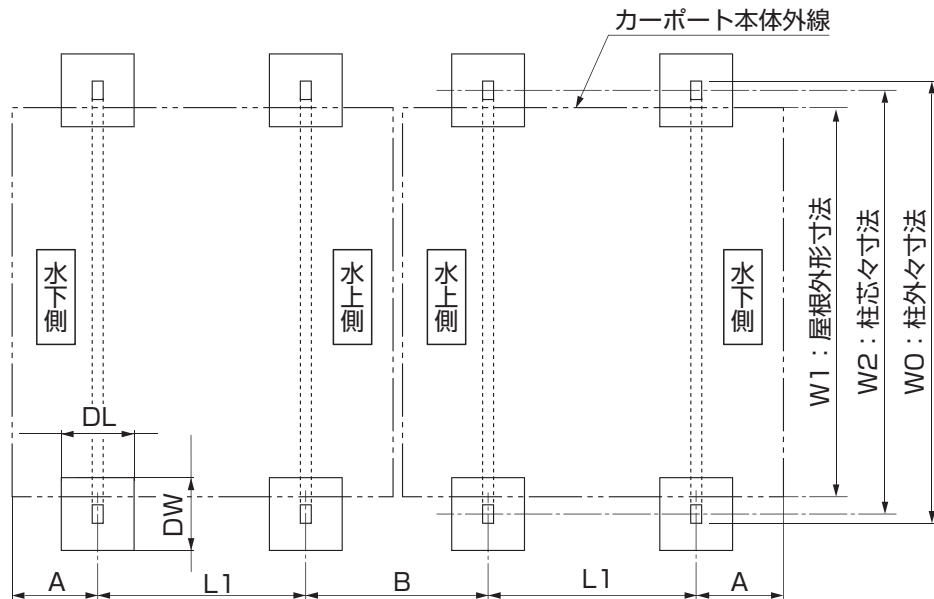 カーポート本体外線
水下側
水上側
水上側
水下側
W1：屋根外形寸法
W2：柱芯々寸法
W0：柱外々寸法
DL
DW
A
L1
B
L1
A